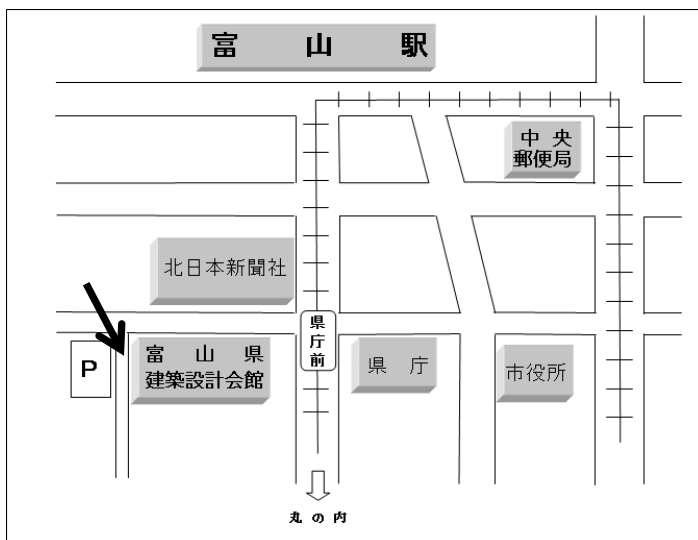 富山駅
中央
郵便局
北日本新聞社
県庁前
富山県
建築設計会館
P
県庁
市役所
丸の内